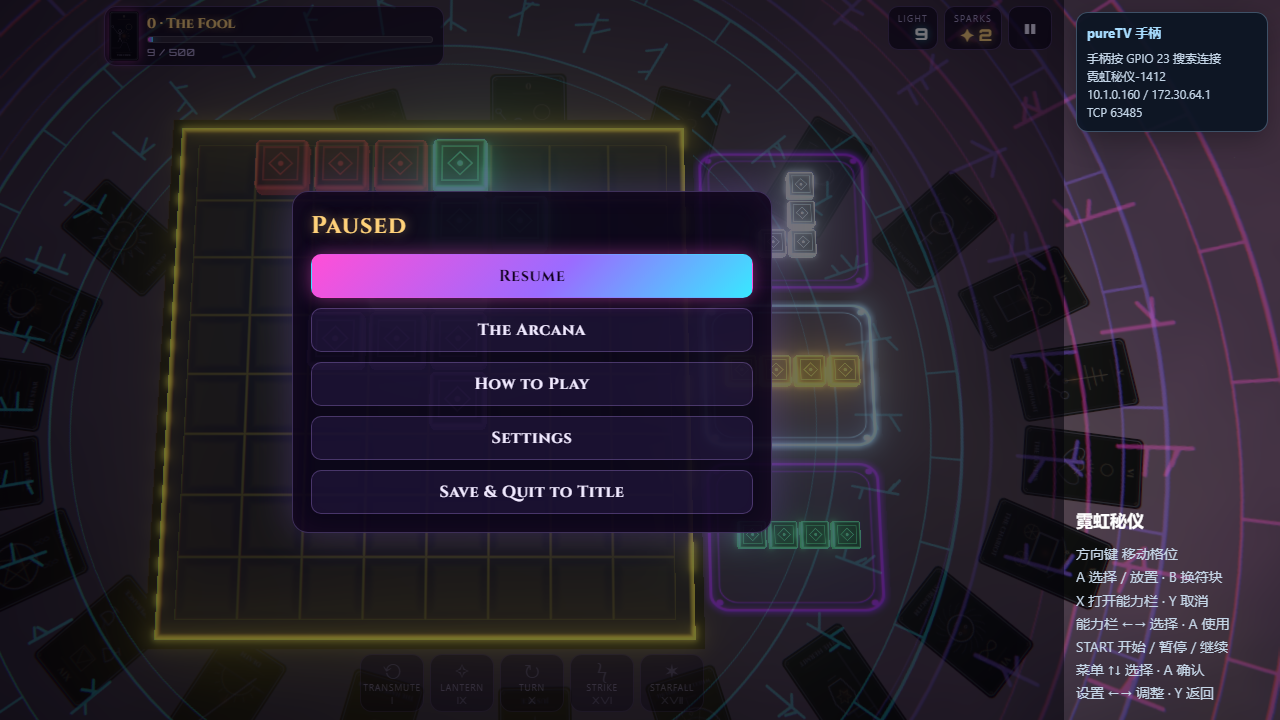 0 · The Fool
9 / 500
LIGHT
9
SPARKS
✦2
Paused
Resume
The Arcana
How to Play
Settings
Save & Quit to Title
TRANSMUTE
LANTERN
IX
TURN
X
STRIKE
XVI
STARFALL
XVII
pureTV 手柄
手柄按 GPIO 23 搜索连接
霓虹秘仪-1412
10.1.0.160 / 172.30.64.1
TCP 63485
霓虹秘仪
方向键 移动格位
A 选择 / 放置 · B 换符块
X 打开能力栏 · Y 取消
能力栏 ←→ 选择 · A 使用
START 开始 / 暂停 / 继续
菜单 ↑↓ 选择 · A 确认
设置 ←→ 调整 · Y 返回